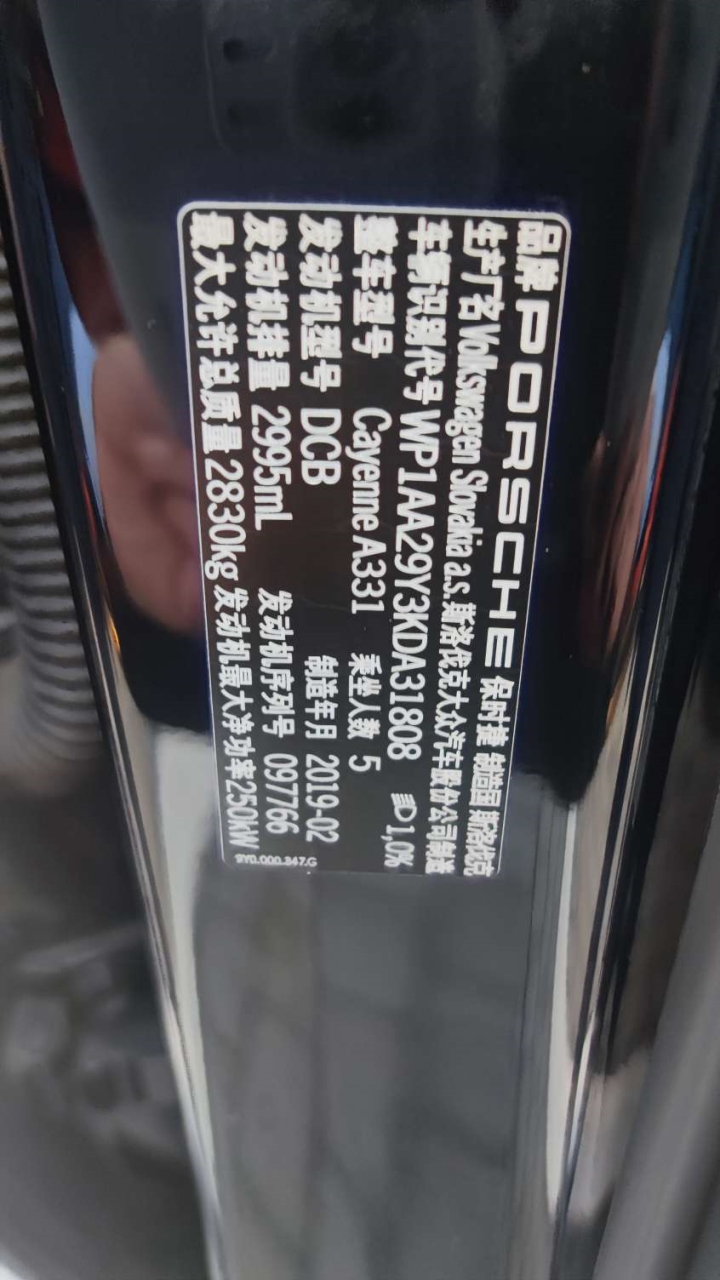 品牌 PORSCHE 保时捷 制造国 斯洛伐克
生产厂名 Volkswagen Slovakia a.s. 斯洛伐克大众汽车股份公司制造
车辆识别代号 WP1AA29Y3KDA31808 1,0%
整车型号 Cayenne A331 乘坐人数 5
发动机型号 DCB 制造年月 2019-02
发动机排量 2995mL 发动机序列号 097766
最大允许总质量 2830kg 发动机最大净功率 250kW
9Y0.000.347.G